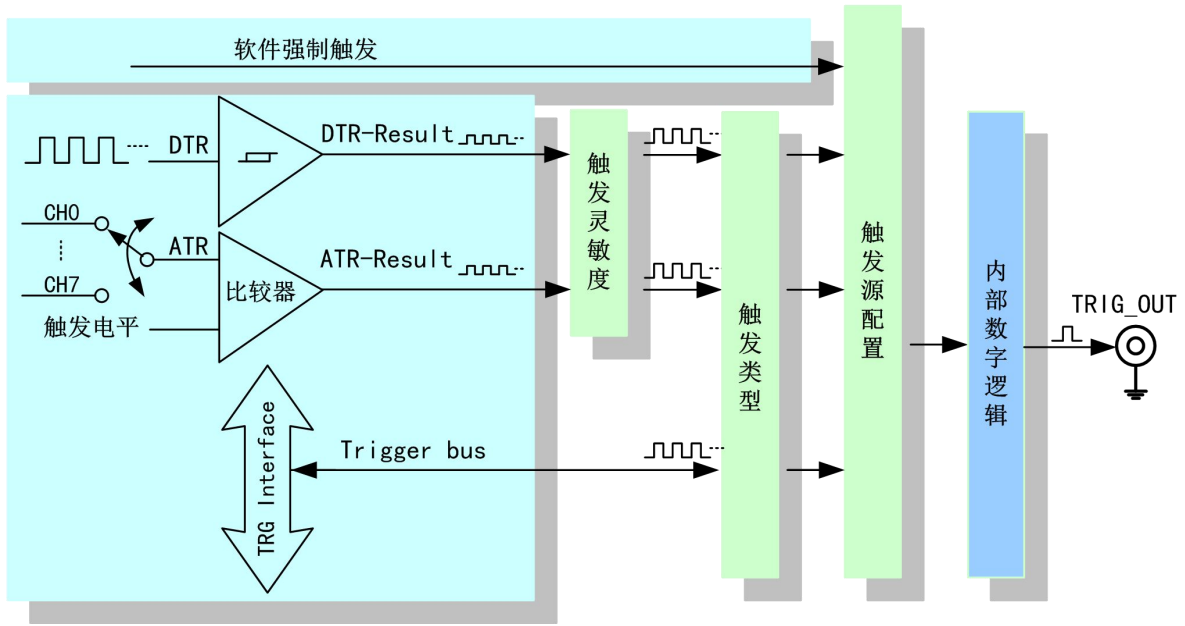 软件强制触发
DTR
DTR-Result
CH0
CH7
ATR
触发电平
比较器
ATR-Result
TRG Interface
Trigger bus
触发灵敏度
触发类型
触发源配置
内部数字逻辑
TRIG_OUT